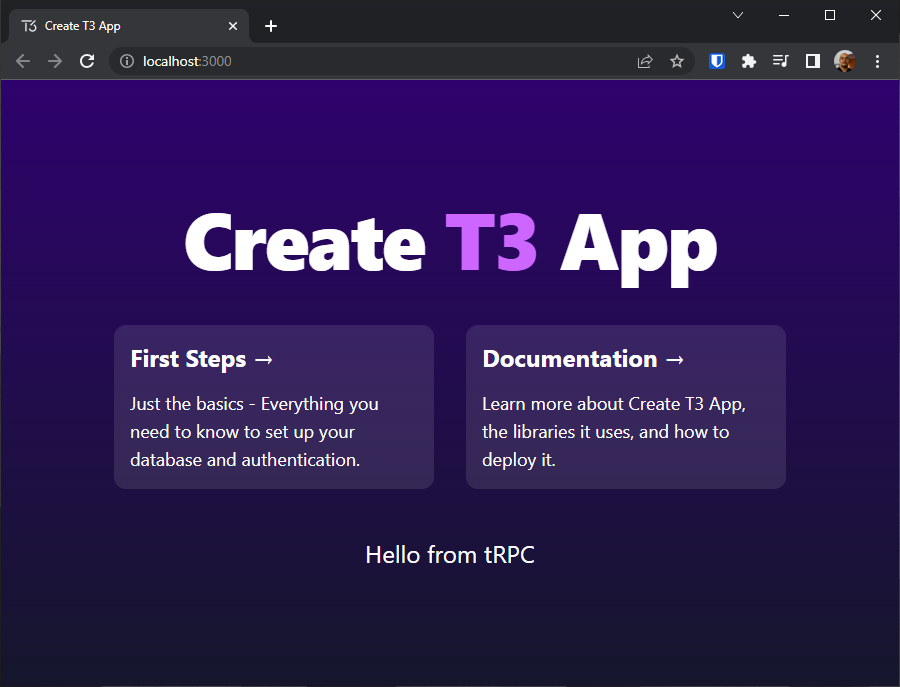 Create T3 App
localhost:3000
Create T3 App
First Steps →
Just the basics - Everything you
need to know to set up your
database and authentication.
Documentation →
Learn more about Create T3 App,
the libraries it uses, and how to
deploy it.
Hello from tRPC